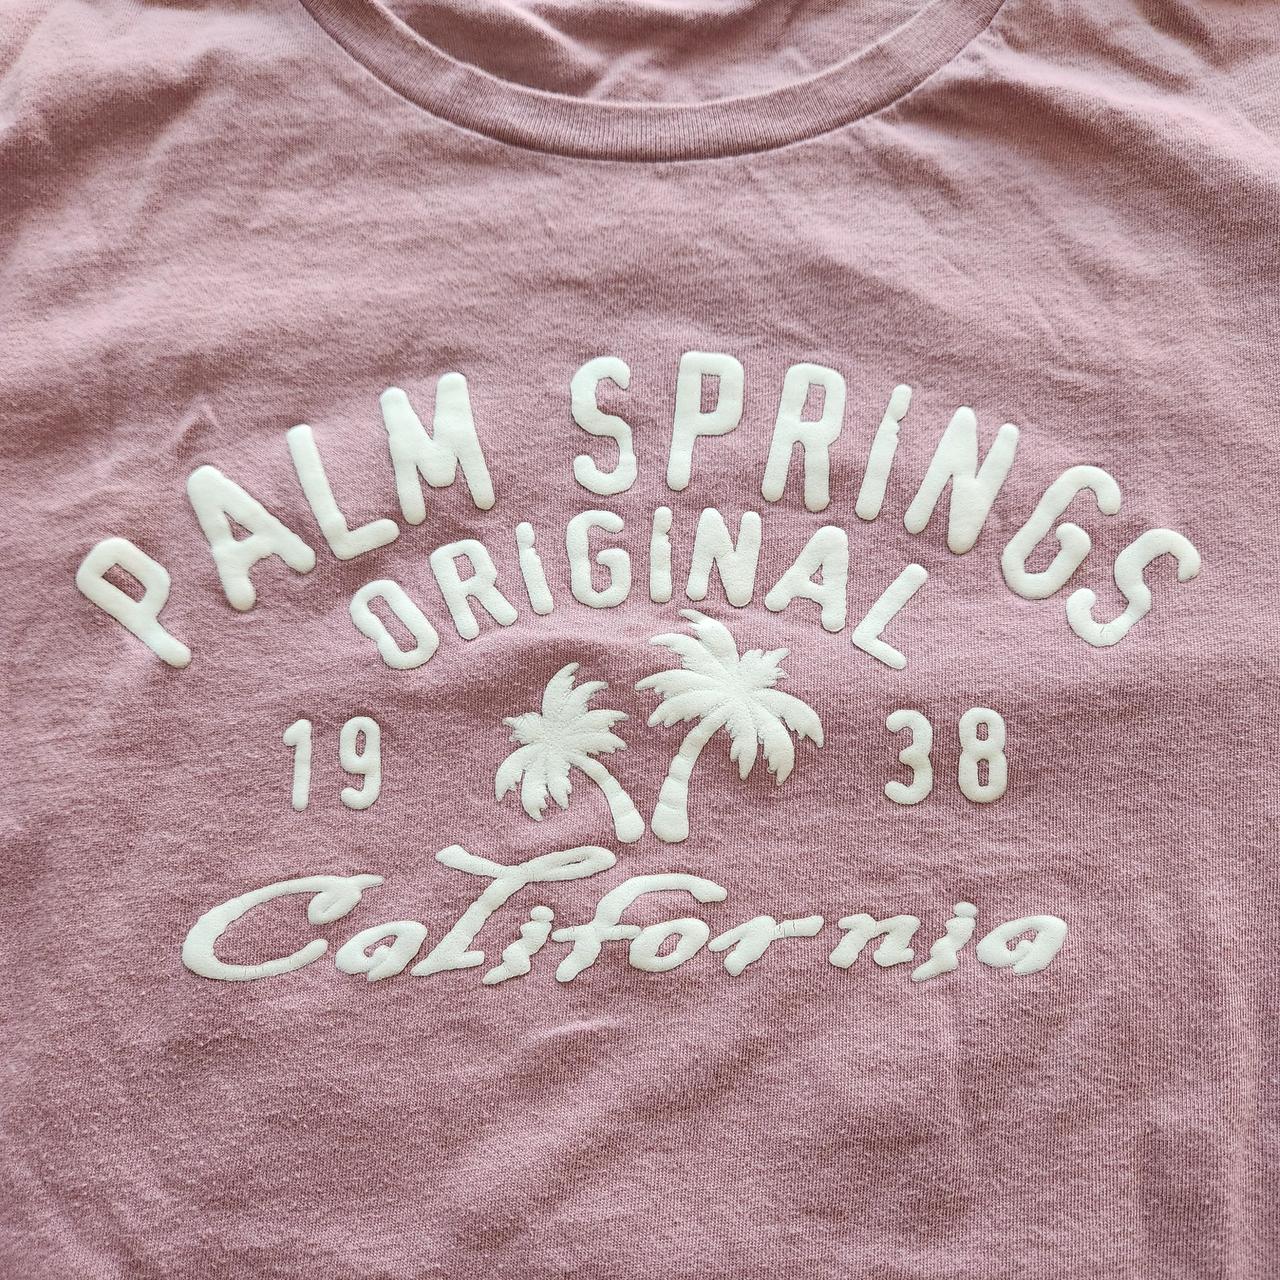 PALM SPRINGS
ORIGINAL
19 38
California